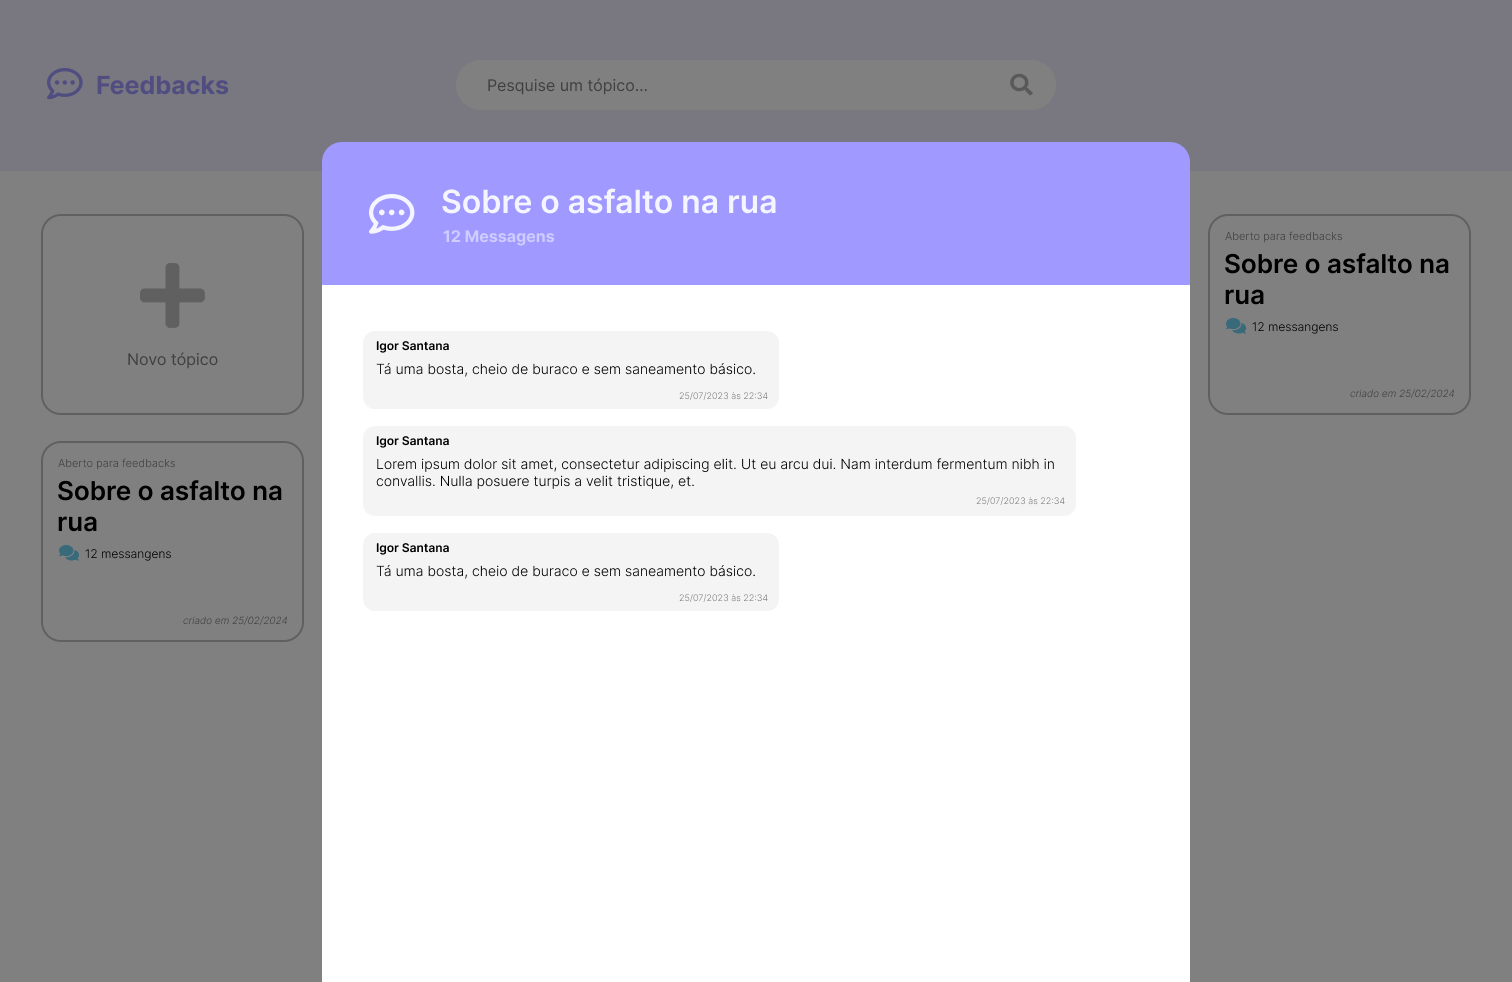 Feedbacks
Pesquise um tópico...
Sobre o asfalto na rua
12 Messagens
Novo tópico
Aberto para feedbacks
Sobre o asfalto na
rua
12 messangens
criado em 25/02/2024
Igor Santana
Tá uma bosta, cheio de buraco e sem saneamento básico.
25/07/2023 às 22:34
Igor Santana
Lorem ipsum dolor sit amet, consectetur adipiscing elit. Ut eu arcu dui. Nam interdum fermentum nibh in
convallis. Nulla posuere turpis a velit tristique, et.
25/07/2023 às 22:34
Igor Santana
Tá uma bosta, cheio de buraco e sem saneamento básico.
25/07/2023 às 22:34
Aberto para feedbacks
Sobre o asfalto na
rua
12 messangens
criado em 25/02/2024